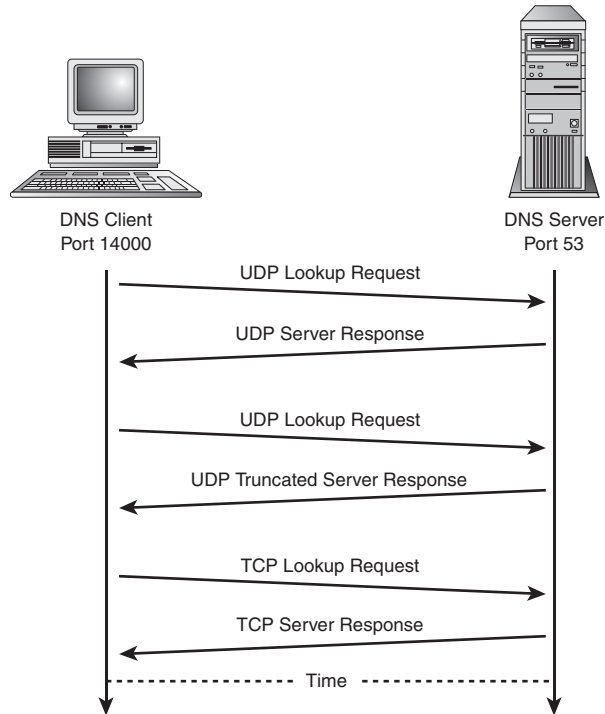 DNS Client
Port 14000
DNS Server
Port 53
UDP Lookup Request
UDP Server Response
UDP Lookup Request
UDP Truncated Server Response
TCP Lookup Request
TCP Server Response
Time